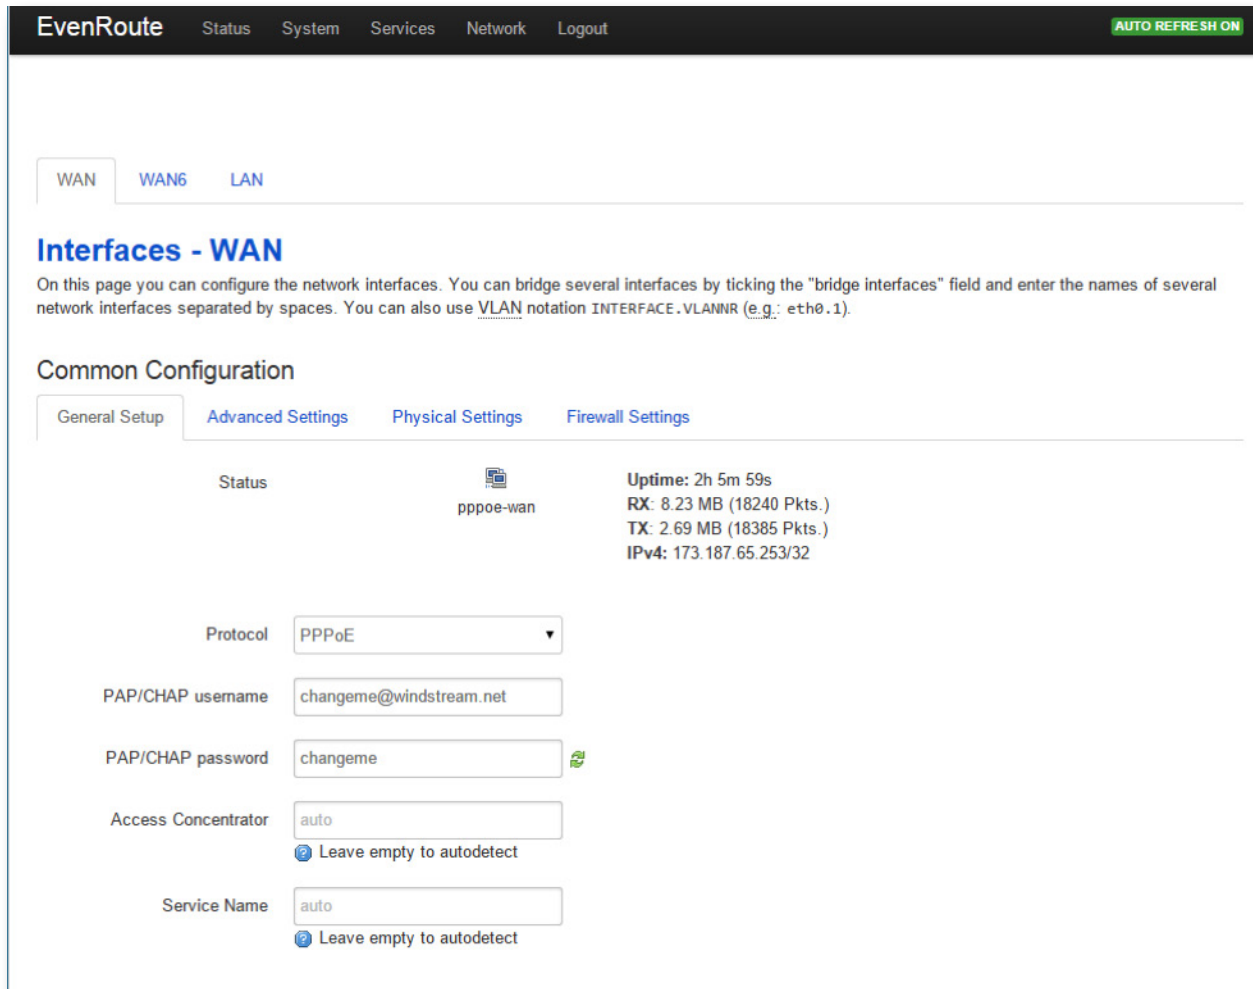 EvenRoute Status System Services Network Logout AUTO REFRESH ON
WAN WAN6 LAN
Interfaces - WAN
On this page you can configure the network interfaces. You can bridge several interfaces by ticking the "bridge interfaces" field and enter the names of several
network interfaces separated by spaces. You can also use VLAN notation INTERFACE.VLANNR (e.g.: eth0.1).
Common Configuration
General Setup Advanced Settings Physical Settings Firewall Settings
Status
pppoe-wan
Uptime: 2h 5m 59s
RX: 8.23 MB (18240 Pkts.)
TX: 2.69 MB (18385 Pkts.)
IPv4: 173.187.65.253/32
Protocol PPPoE
PAP/CHAP username changeme@windstream.net
PAP/CHAP password changeme
Access Concentrator auto
Leave empty to autodetect
Service Name auto
Leave empty to autodetect